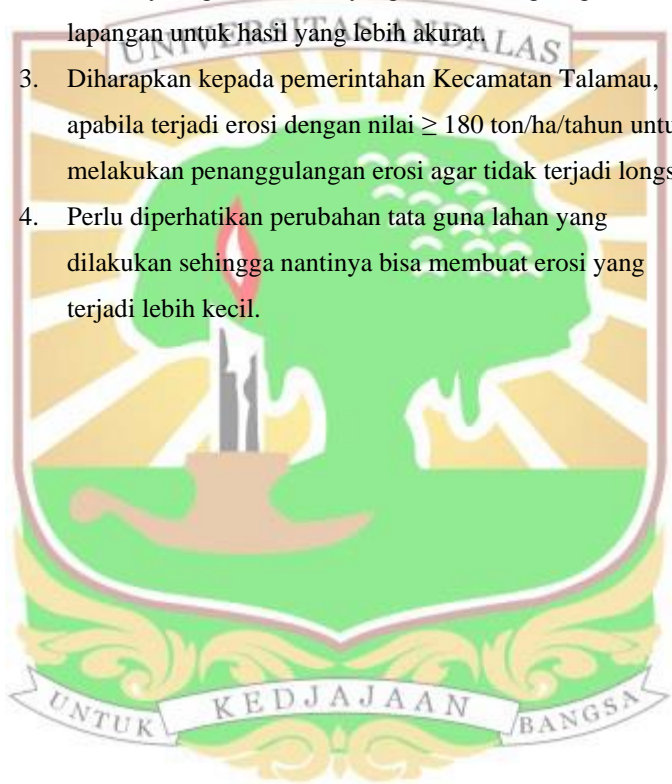 lapangan untuk hasil yang lebih akurat.
UNIVERSITAS ANDALAS
3. Diharapkan kepada pemerintahan Kecamatan Talamau,
apabila terjadi erosi dengan nilai ≥ 180 ton/ha/tahun
melakukan penanggulangan erosi agar tidak terjadi
4. Perlu diperhatikan perubahan tata guna lahan yang
dilakukan sehingga nantinya bisa membuat erosi yang
terjadi lebih kecil.
UNTUK KEDJAJAAN BANGSA